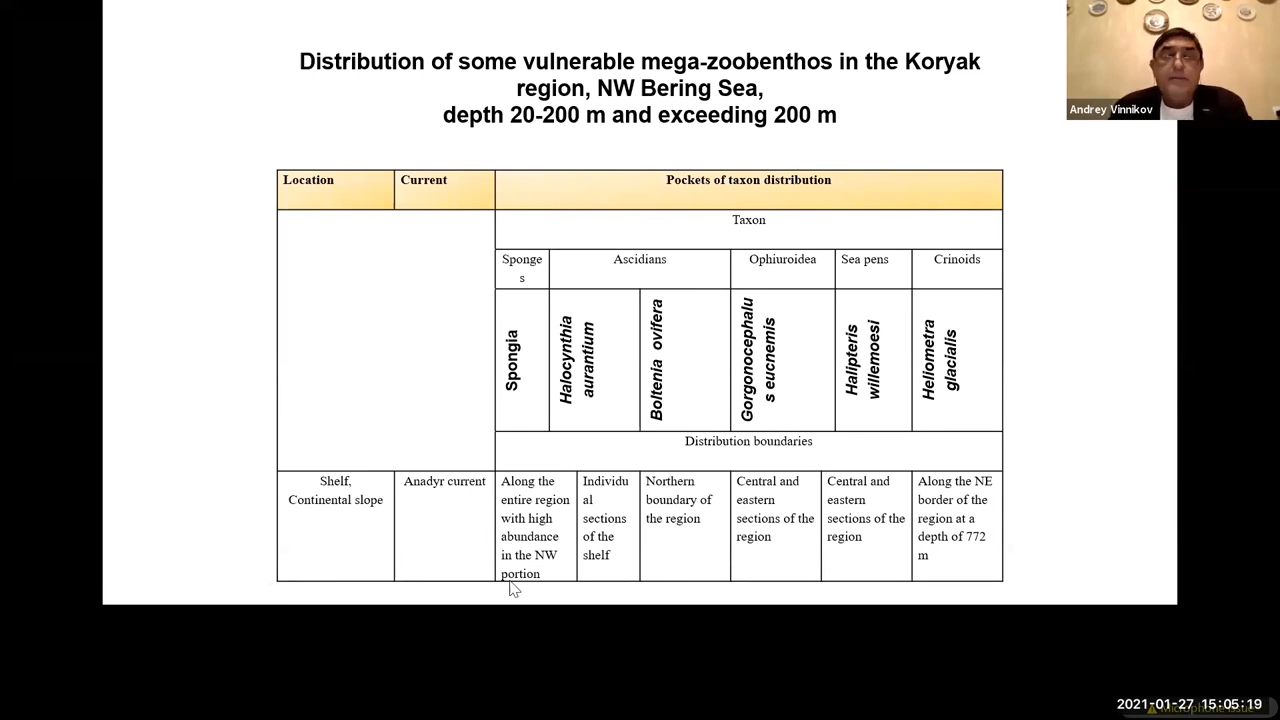 Distribution of some vulnerable mega-zoobenthos in the Koryak
region, NW Bering Sea,
depth 20-200 m and exceeding 200 m
Andrey Vinnikov
Location
Current
Pockets of taxon distribution
Taxon
Sponge
s
Ascidians
Ophiuroidea
Sea pens
Crinoids
Spongia
Halocynthia
aurantium
Boltenia ovifera
Gorgonocephalu
s eucnemis
Halipteris
willemoesi
Heliometra
glacialis
Distribution boundaries
Shelf,
Continental slope
Anadyr current
Along the
entire region
with high
abundance
in the NW
portion
Individu
al
sections
of the
shelf
Northern
boundary of
the region
Central and
eastern
sections of the
region
Central and
eastern
sections of the
region
Along the NE
border of the
region at a
depth of 772
m
2021-01-27 15:05:19